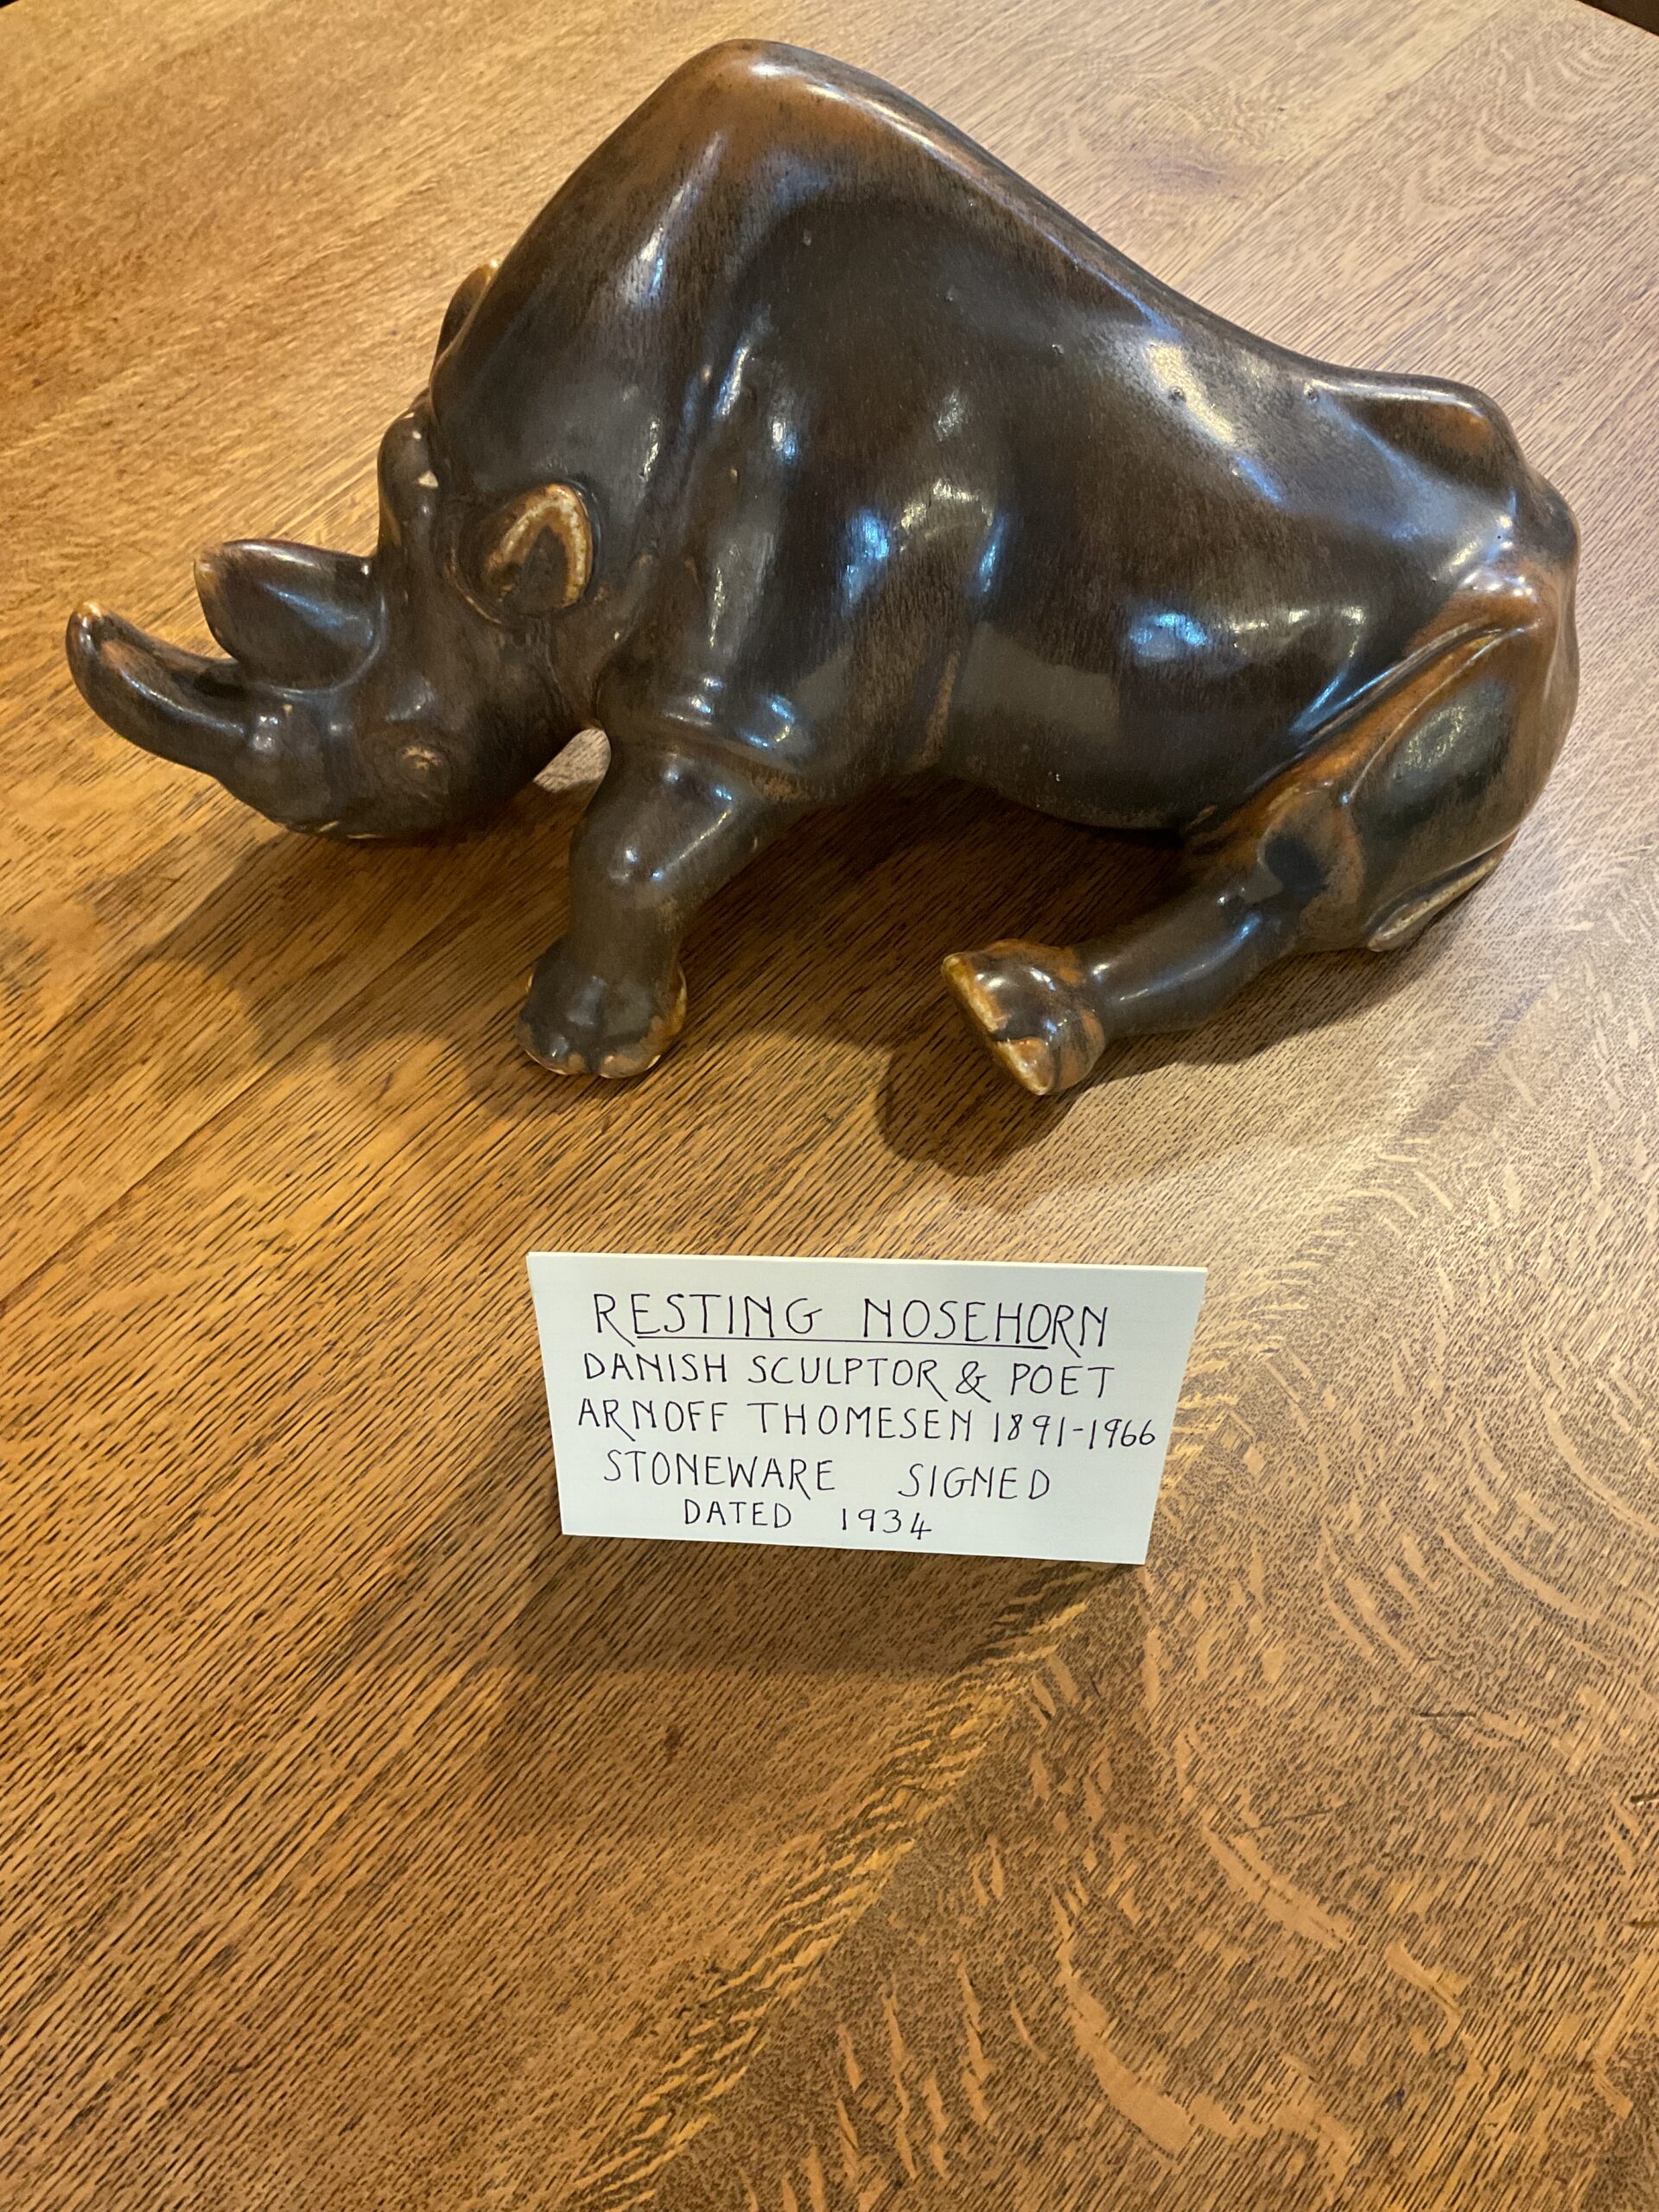 RESTING NOSEHORN
DANISH SCULPTOR & POET
ARNOFF THOMESEN 1891-1966
STONEWARE SIGNED
DATED 1934